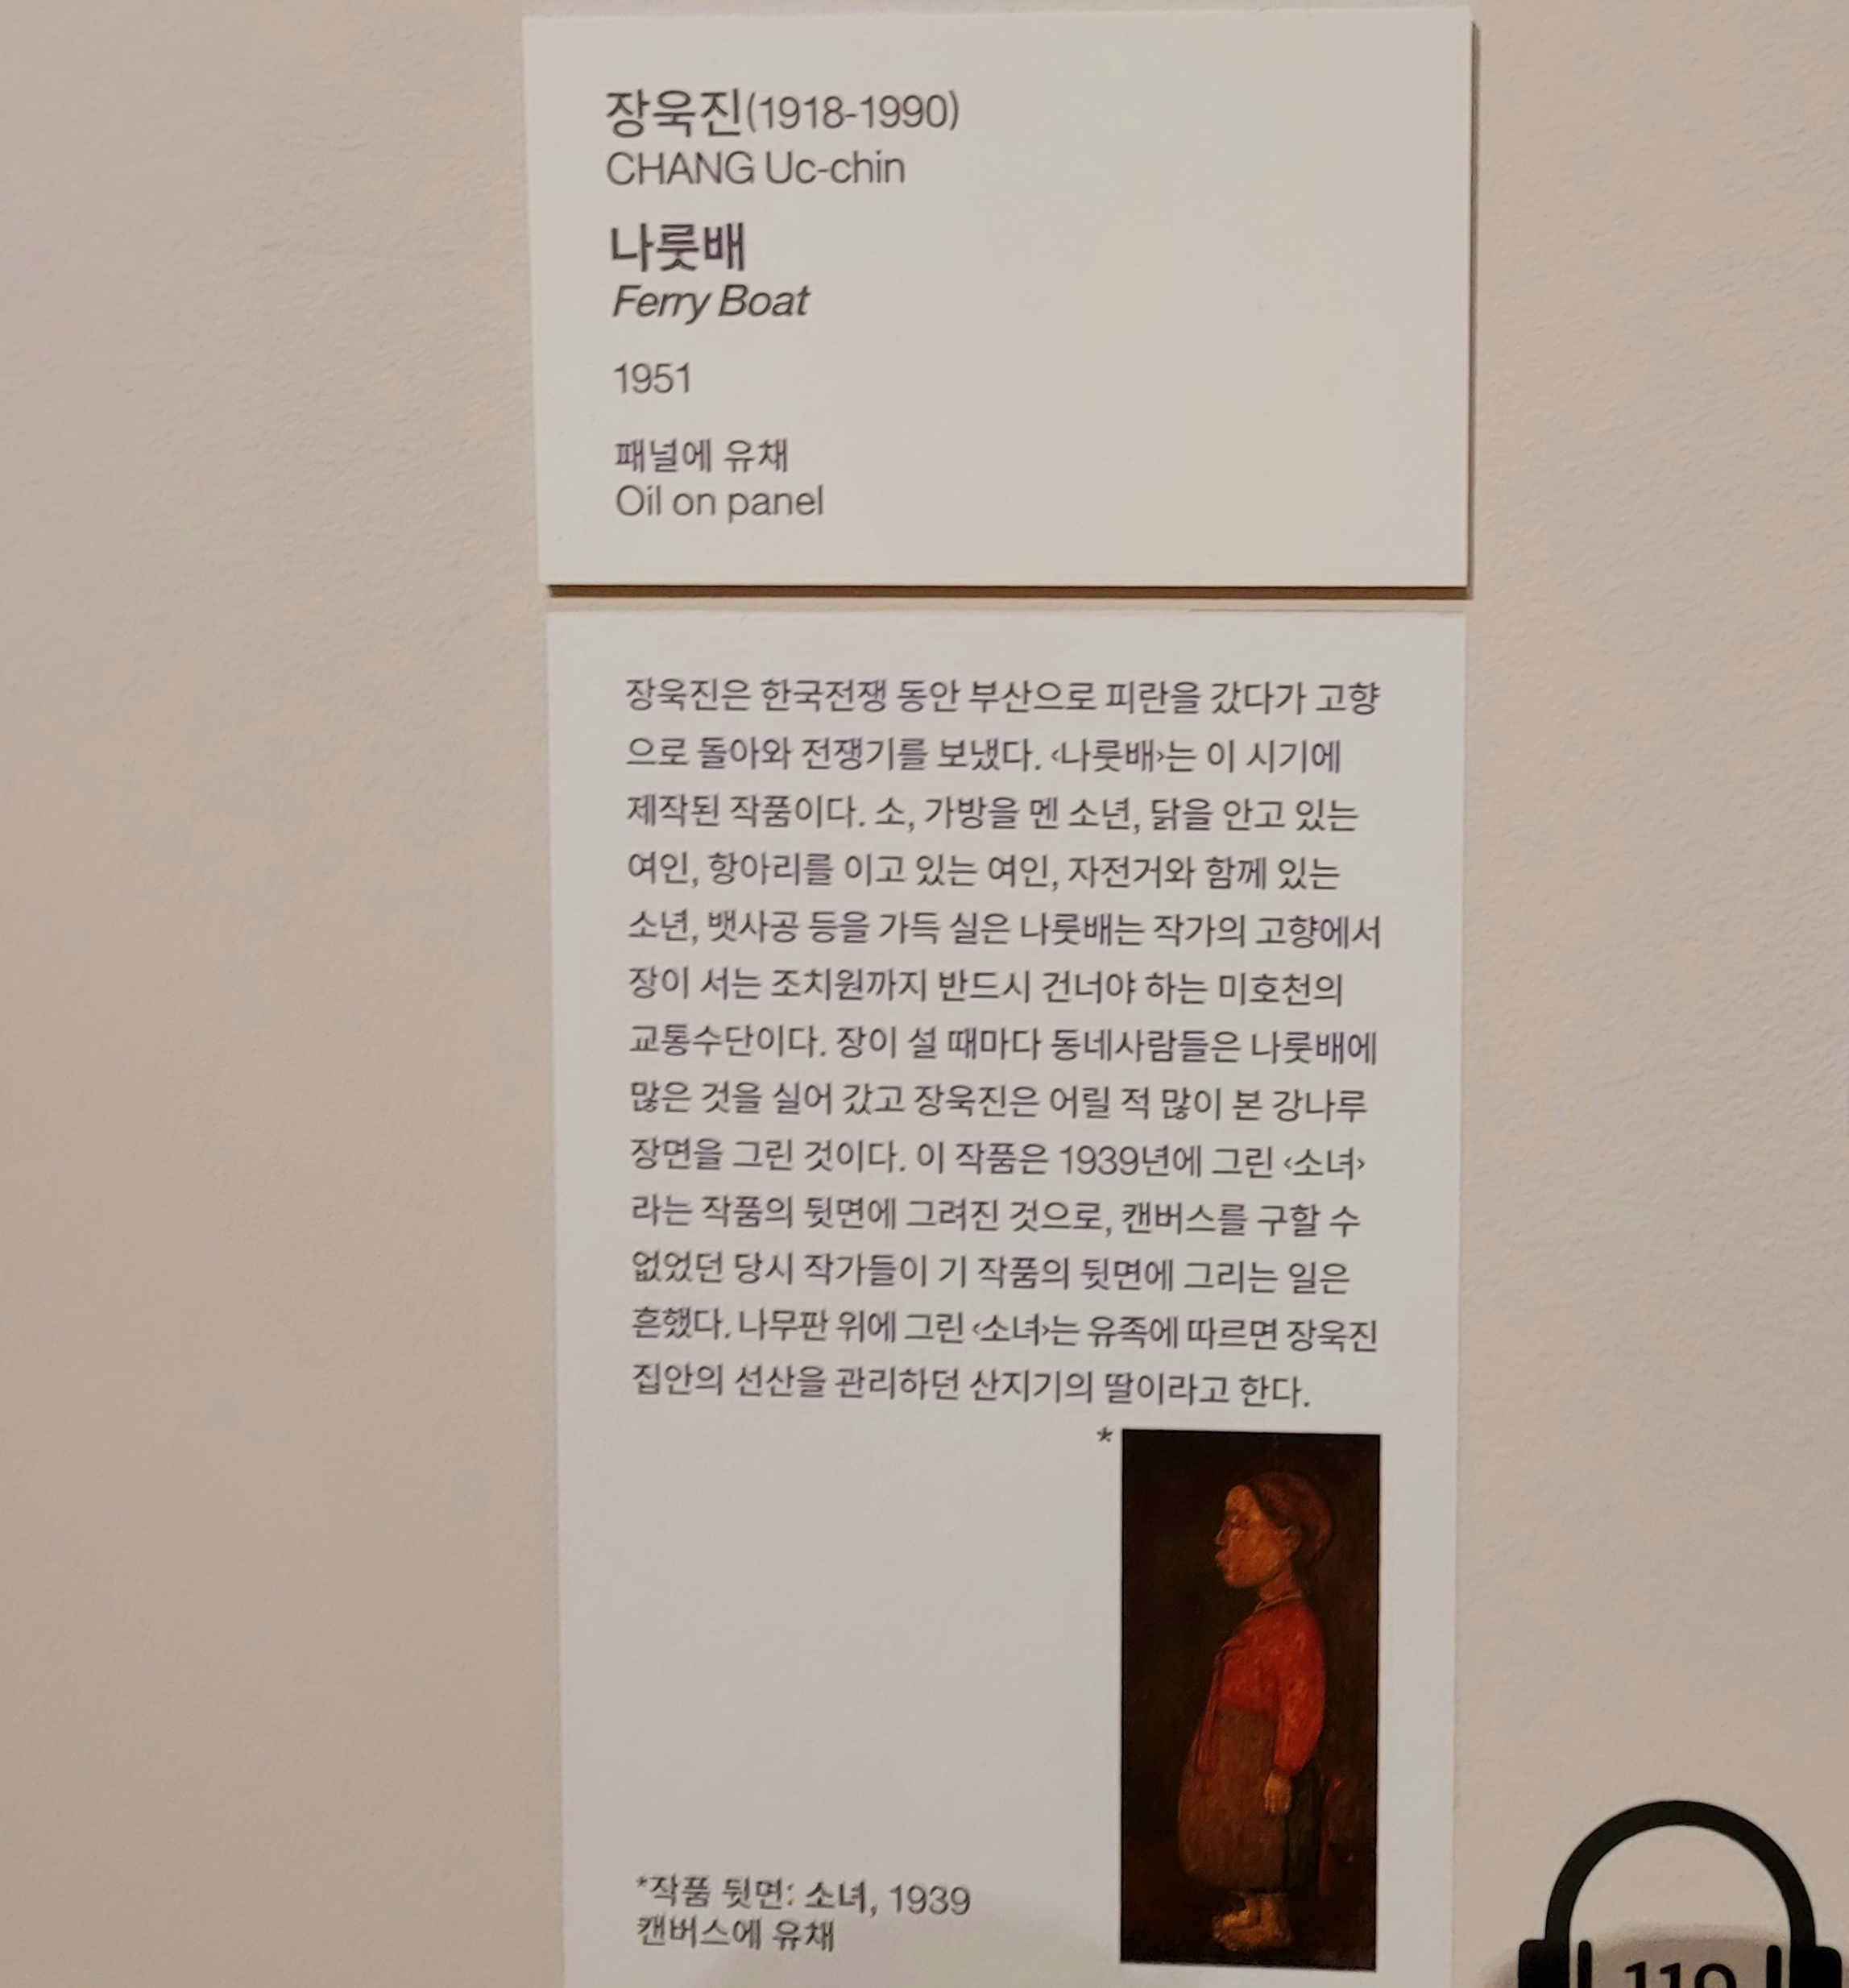 장욱진(1918-1990)
CHANG Uc-chin
나룻배
Ferry Boat
1951
패널에 유채
Oil on panel
장욱진은 한국전쟁 동안 부산으로 피란을 갔다가 고향
으로 돌아와 전쟁기를 보냈다. ‹나룻배›는 이 시기에
제작된 작품이다. 소, 가방을 멘 소년, 닭을 안고 있는
여인, 항아리를 이고 있는 여인, 자전거와 함께 있는
소년, 뱃사공 등을 가득 실은 나룻배는 작가의 고향에서
장이 서는 조치원까지 반드시 건너야 하는 미호천의
교통수단이다. 장이 설 때마다 동네사람들은 나룻배에
많은 것을 실어 갔고 장욱진은 어릴 적 많이 본 강나루
장면을 그린 것이다. 이 작품은 1939년에 그린 ‹소녀›
라는 작품의 뒷면에 그려진 것으로, 캔버스를 구할 수
없었던 당시 작가들이 기 작품의 뒷면에 그리는 일은
흔했다. 나무판 위에 그린 ‹소녀›는 유족에 따르면 장욱진
집안의 선산을 관리하던 산지기의 딸이라고 한다.
*
*작품 뒷면: 소녀, 1939
캔버스에 유채
119